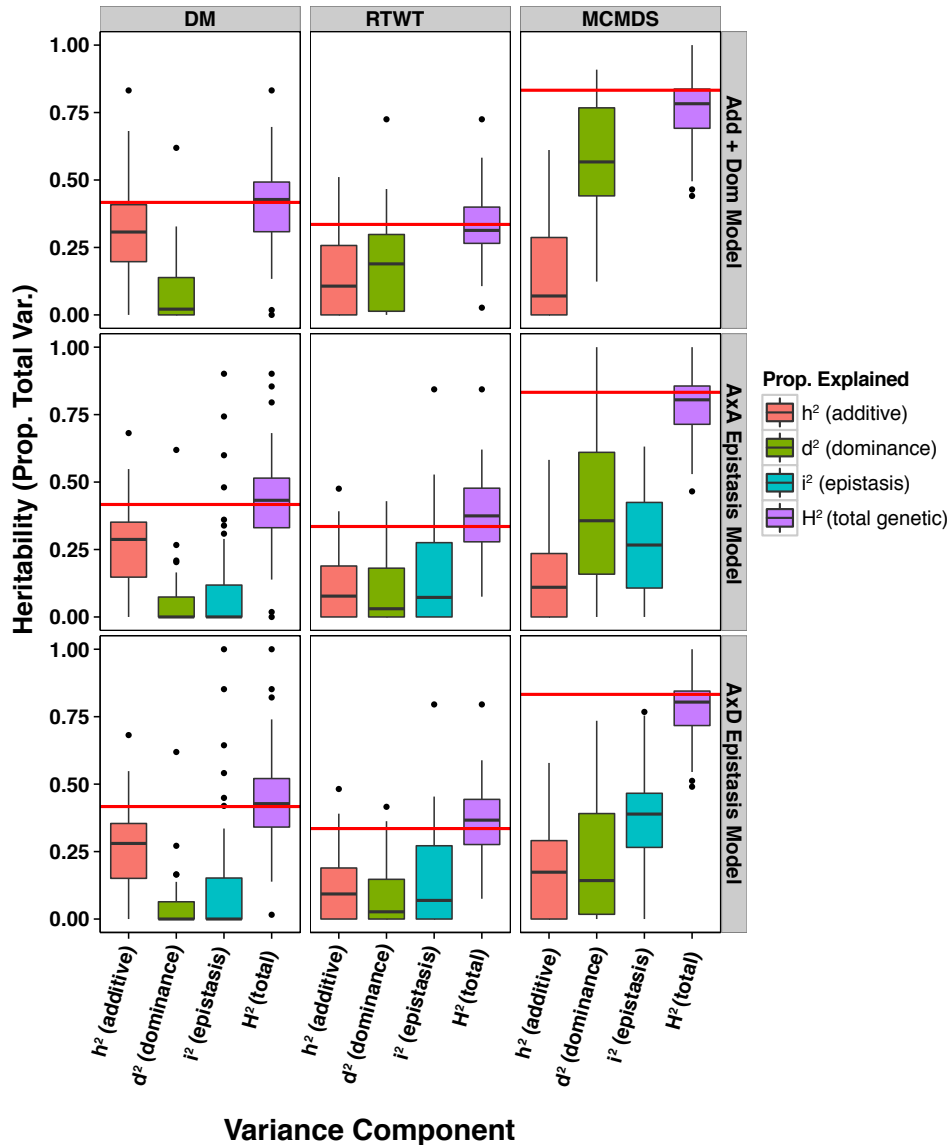 DM
RTWT
MCMDS
Heritability (Prop. Total Var.)
1.00
0.75
0.50
0.25
0.00
Add + Dom Model
1.00
0.75
0.50
0.25
0.00
AxA Epistasis Model
1.00
0.75
0.50
0.25
0.00
AxD Epistasis Model
Prop. Explained
h² (additive)
d² (dominance)
i² (epistasis)
H² (total genetic)
h² (additive)
d² (dominance)
i² (epistasis)
H² (total)
h² (additive)
d² (dominance)
i² (epistasis)
H² (total)
h² (additive)
d² (dominance)
i² (epistasis)
H² (total)
Variance Component